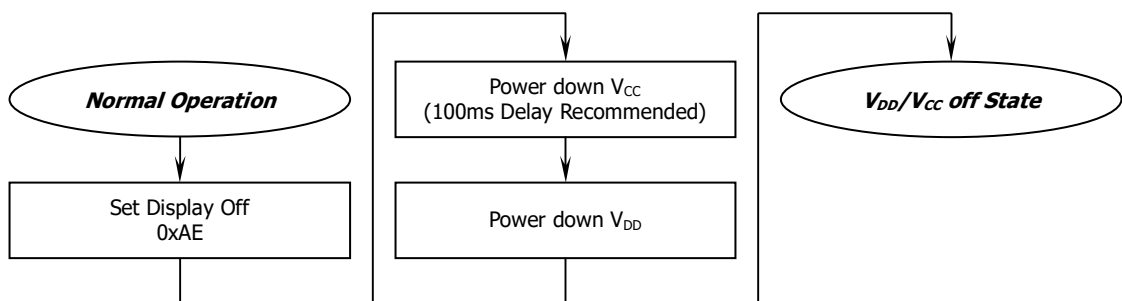 Normal Operation
Set Display Off
0xAE
Power down VCC
(100ms Delay Recommended)
Power down VDD
VDD/VCC off State